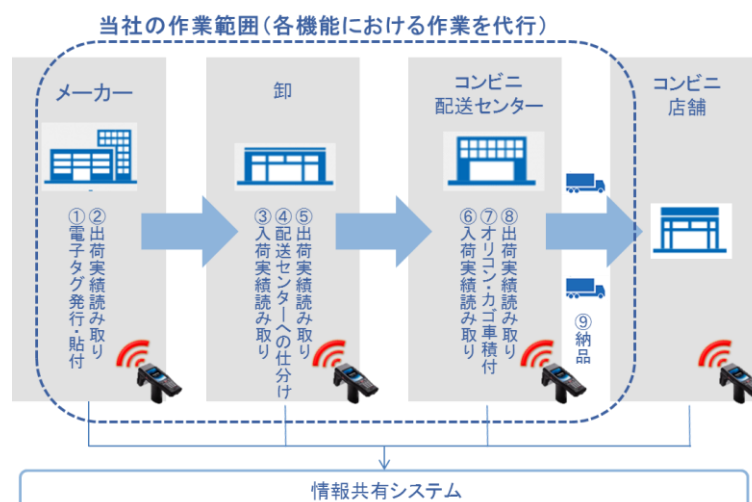 当社の作業範囲(各機能における作業を代行)
メーカー
①電子タグ発行・貼付
②出荷実績読み取り
卸
③入荷実績読み取り
④配送センターへの仕分け
⑤出荷実績読み取り
コンビニ
配送センター
⑥入荷実績読み取り
⑦オリコン・カゴ車積付
⑧出荷実績読み取り
⑨納品
コンビニ
店舗
情報共有システム